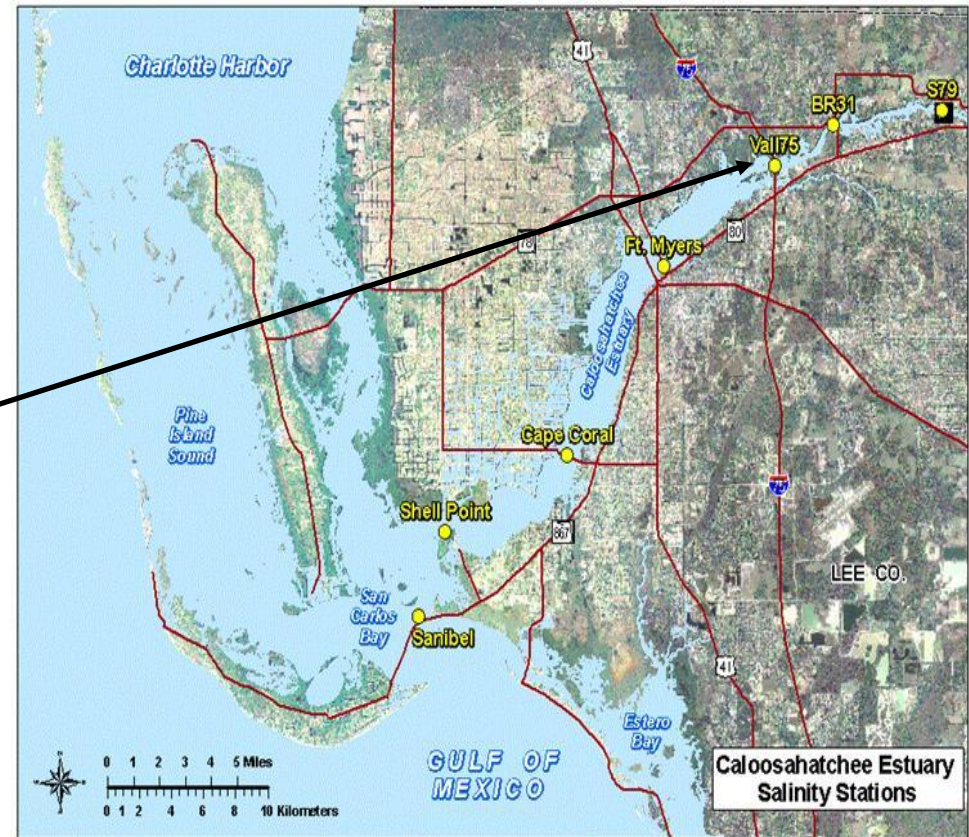 Charlotte Harbor
41
75
S79
BR31
Vall75
80
78
Ft. Myers
Caloosahatchee
Estuary
Pine
Island
Sound
Cape Coral
75
Shell Point
867
LEE CO.
San
Carlos
Bay
Sanibel
41
Estero
Bay
GULF OF
MEXICO
0 1 2 3 4 5 Miles
0 1 2 4 6 8 10 Kilometers
Caloosahatchee Estuary
Salinity Stations